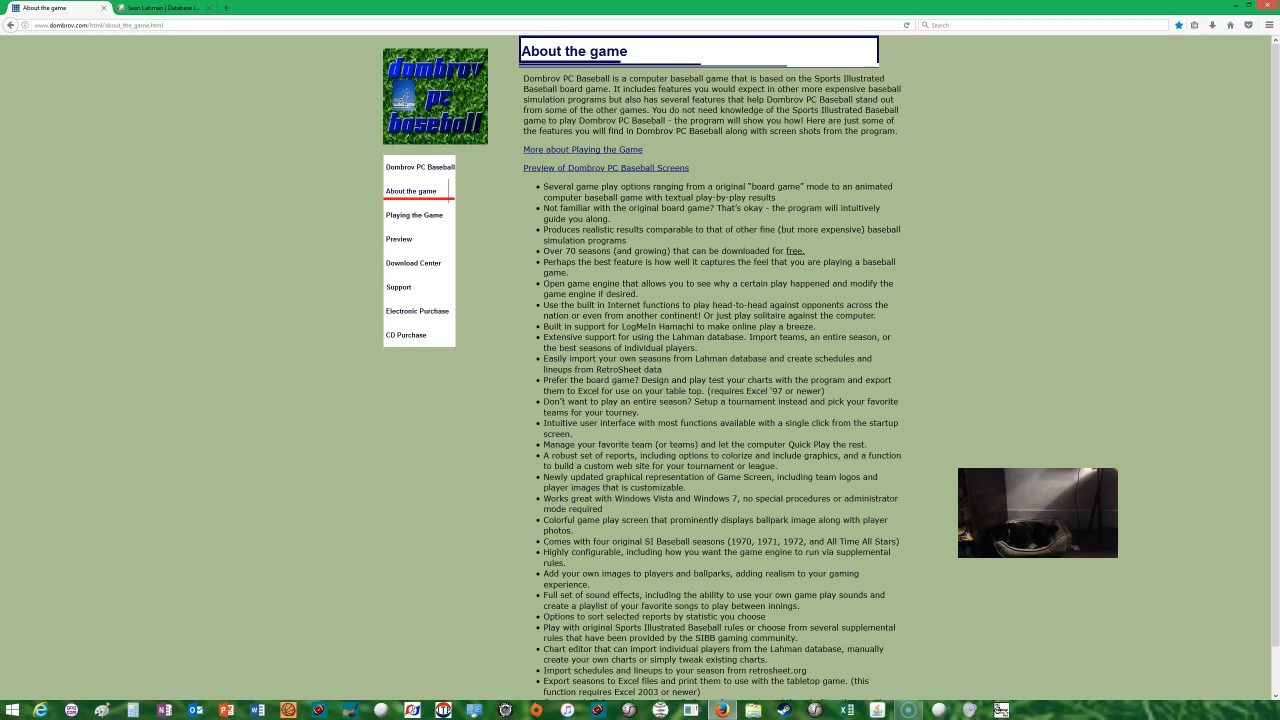 About the game
Sean Lahman | Database J...
www.dombrov.com/html/about_the_game.html
Search
dombrov
pc
baseball
Dombrov PC Baseball
About the game
Playing the Game
Preview
Download Center
Support
Electronic Purchase
CD Purchase
About the game
Dombrov PC Baseball is a computer baseball game that is based on the Sports Illustrated
Baseball board game. It includes features you would expect in other more expensive baseball
simulation programs but also has several features that help Dombrov PC Baseball stand out
from some of the other games. You do not need knowledge of the Sports Illustrated Baseball
game to play Dombrov PC Baseball - the program will show you how! Here are just some of
the features you will find in Dombrov PC Baseball along with screen shots from the program.
More about Playing the Game
Preview of Dombrov PC Baseball Screens
• Several game play options ranging from a original “board game” mode to an animated
computer baseball game with textual play-by-play results
• Not familiar with the original board game? That’s okay - the program will intuitively
guide you along.
• Produces realistic results comparable to that of other fine (but more expensive) baseball
simulation programs
• Over 70 seasons (and growing) that can be downloaded for free.
• Perhaps the best feature is how well it captures the feel that you are playing a baseball
game.
• Open game engine that allows you to see why a certain play happened and modify the
game engine if desired.
• Use the built in Internet functions to play head-to-head against opponents across the
nation or even from another continent! Or just play solitaire against the computer.
• Built in support for LogMeIn Hamachi to make online play a breeze.
• Extensive support for using the Lahman database. Import teams, an entire season, or
the best seasons of individual players.
• Easily import your own seasons from Lahman database and create schedules and
lineups from RetroSheet data
• Prefer the board game? Design and play test your charts with the program and export
them to Excel for use on your table top. (requires Excel ‘97 or newer)
• Don’t want to play an entire season? Setup a tournament instead and pick your favorite
teams for your tourney.
• Intuitive user interface with most functions available with a single click from the startup
screen.
• Manage your favorite team (or teams) and let the computer Quick Play the rest.
• A robust set of reports, including options to colorize and include graphics, and a function
to build a custom web site for your tournament or league.
• Newly updated graphical representation of Game Screen, including team logos and
player images that is customizable.
• Works great with Windows Vista and Windows 7, no special procedures or administrator
mode required
• Colorful game play screen that prominently displays ballpark image along with player
photos.
• Comes with four original SI Baseball seasons (1970, 1971, 1972, and All Time All Stars)
• Highly configurable, including how you want the game engine to run via supplemental
rules.
• Add your own images to players and ballparks, adding realism to your gaming
experience.
• Full set of sound effects, including the ability to use your own game play sounds and
create a playlist of your favorite songs to play between innings.
• Options to sort selected reports by statistic you choose
• Play with original Sports Illustrated Baseball rules or choose from several supplemental
rules that have been provided by the SIBB gaming community.
• Chart editor that can import individual players from the Lahman database, manually
create your own charts or simply tweak existing charts.
• Import schedules and lineups to your season from retrosheet.org
• Export seasons to Excel files and print them to use with the tabletop game. (this
function requires Excel 2003 or newer)